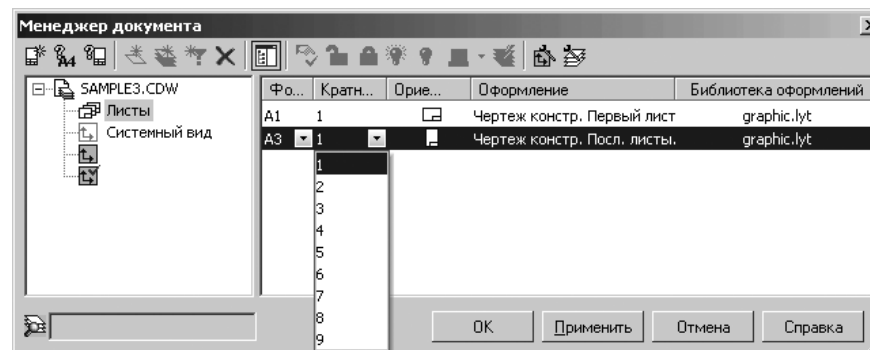 Менеджер документа
A4
SAMPLE3.CDW
Листы
Системный вид
Фо... Кратн... Орие... Оформление Библиотека оформлений
A1 1 Чертеж констр. Первый лист graphic.lyt
A3 1 Чертеж констр. Посл. листы. graphic.lyt
1
2
3
4
5
6
7
8
9
OK Применить Отмена Справка